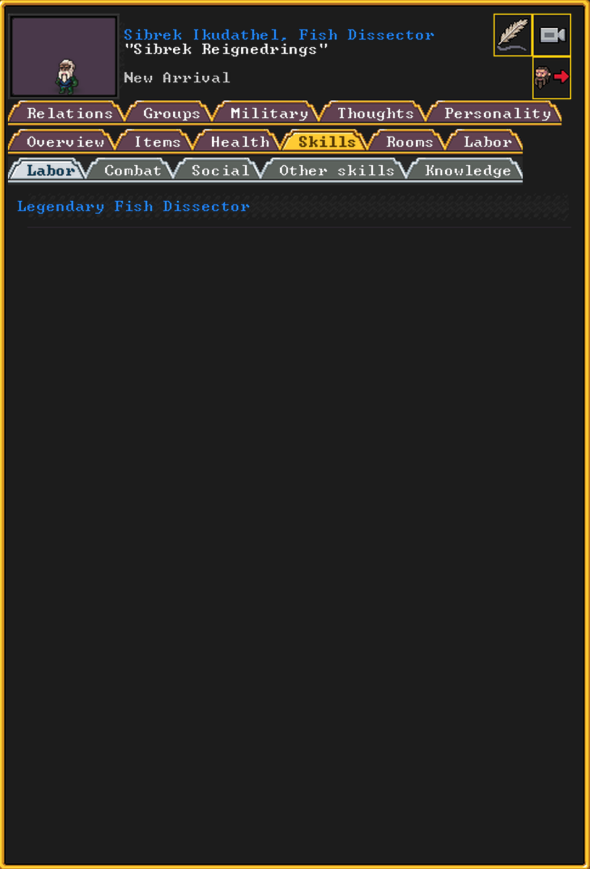 Sibrek Ikudathel, Fish Dissector
"Sibrek Reignedrings"
New Arrival
Relations Groups Military Thoughts Personality
Overview Items Health Skills Rooms Labor
Labor Combat Social Other skills Knowledge
Legendary Fish Dissector